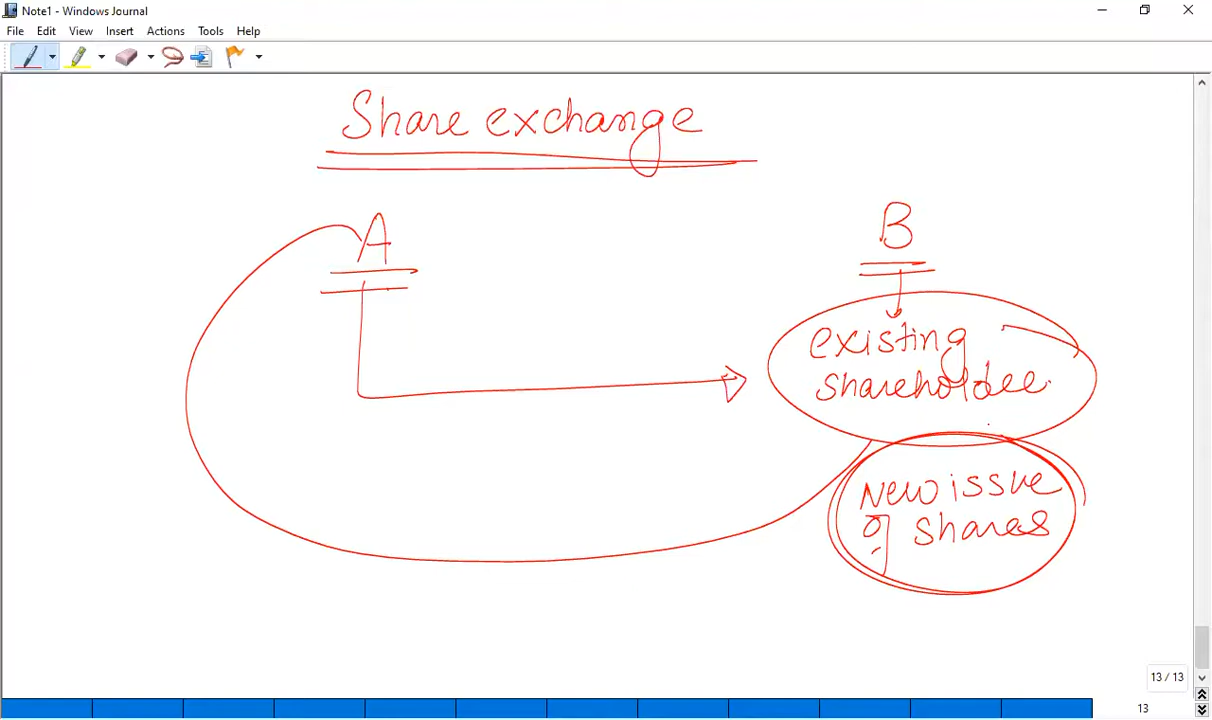 Note1 - Windows Journal
File Edit View Insert Actions Tools Help
Share exchange
A
B
existing
shareholder
New issue
of shares
13 / 13
13